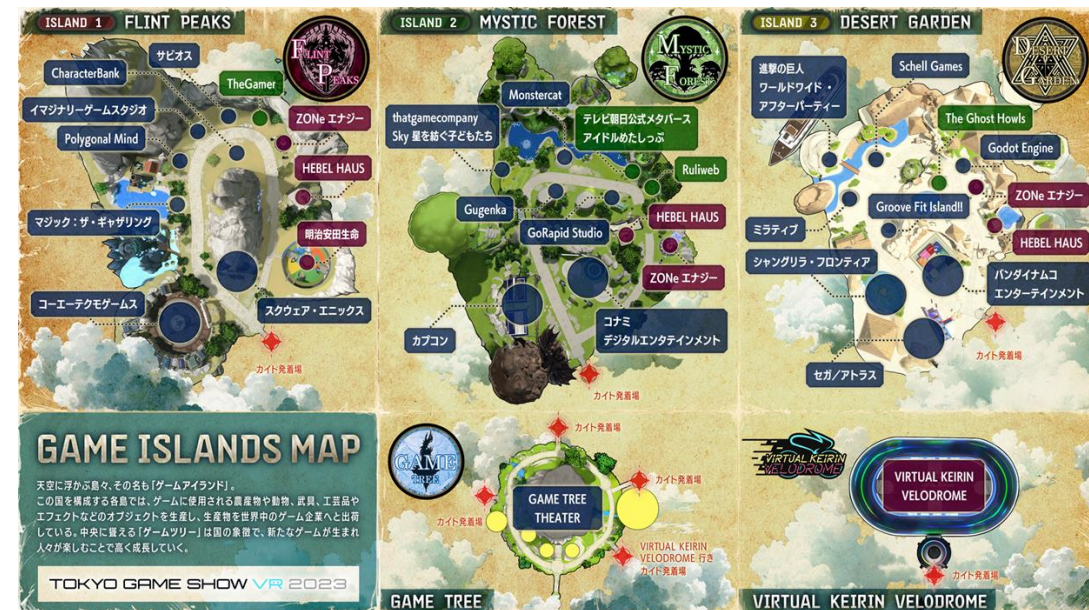 ISLAND 1 FLINT PEAKS
FLINT PEAKS
サビオス
CharacterBank
TheGamer
イマジナリーゲームスタジオ
ZONe エナジー
Polygonal Mind
HEBEL HAUS
マジック：ザ・ギャザリング
明治安田生命
コーエーテクモゲームス
スクウェア・エニックス
カイト発着場
ISLAND 2 MYSTIC FOREST
MYSTIC FOREST
Monstercat
thatgamecompany
Sky 星を紡ぐ子どもたち
テレビ朝日公式メタバース
アイドルめたしっぷ
Ruliweb
Gugenka
GoRapid Studio
HEBEL HAUS
ZONe エナジー
カプコン
コナミ
デジタルエンタテインメント
カイト発着場
ISLAND 3 DESERT GARDEN
DESERT GARDEN
進撃の巨人
ワールドワイド・
アフターパーティー
Schell Games
The Ghost Howls
Godot Engine
ZONe エナジー
Groove Fit Island!!
ミラティブ
HEBEL HAUS
シャングリラ・フロンティア
バンダイナムコ
エンターテインメント
セガ／アトラス
カイト発着場
GAME ISLANDS MAP
天空に浮かぶ島々、その名も「ゲームアイランド」。
この国を構成する各島では、ゲームに使用される農産物や動物、武具、工芸品や
エフェクトなどのオブジェクトを生産し、生産物を世界中のゲーム企業へと出荷
している。中央に聳える「ゲームツリー」は国の象徴で、新たなゲームが生まれ
人々が楽しむことで高く成長していく。
TOKYO GAME SHOW VR 2023
GAME TREE
カイト発着場
カイト発着場
カイト発着場
GAME TREE
THEATER
VIRTUAL KEIRIN
VELODROME 行き
カイト発着場
GAME TREE
VIRTUAL KEIRIN
VELODROME
VIRTUAL KEIRIN
VELODROME
カイト発着場
VIRTUAL KEIRIN VELODROME